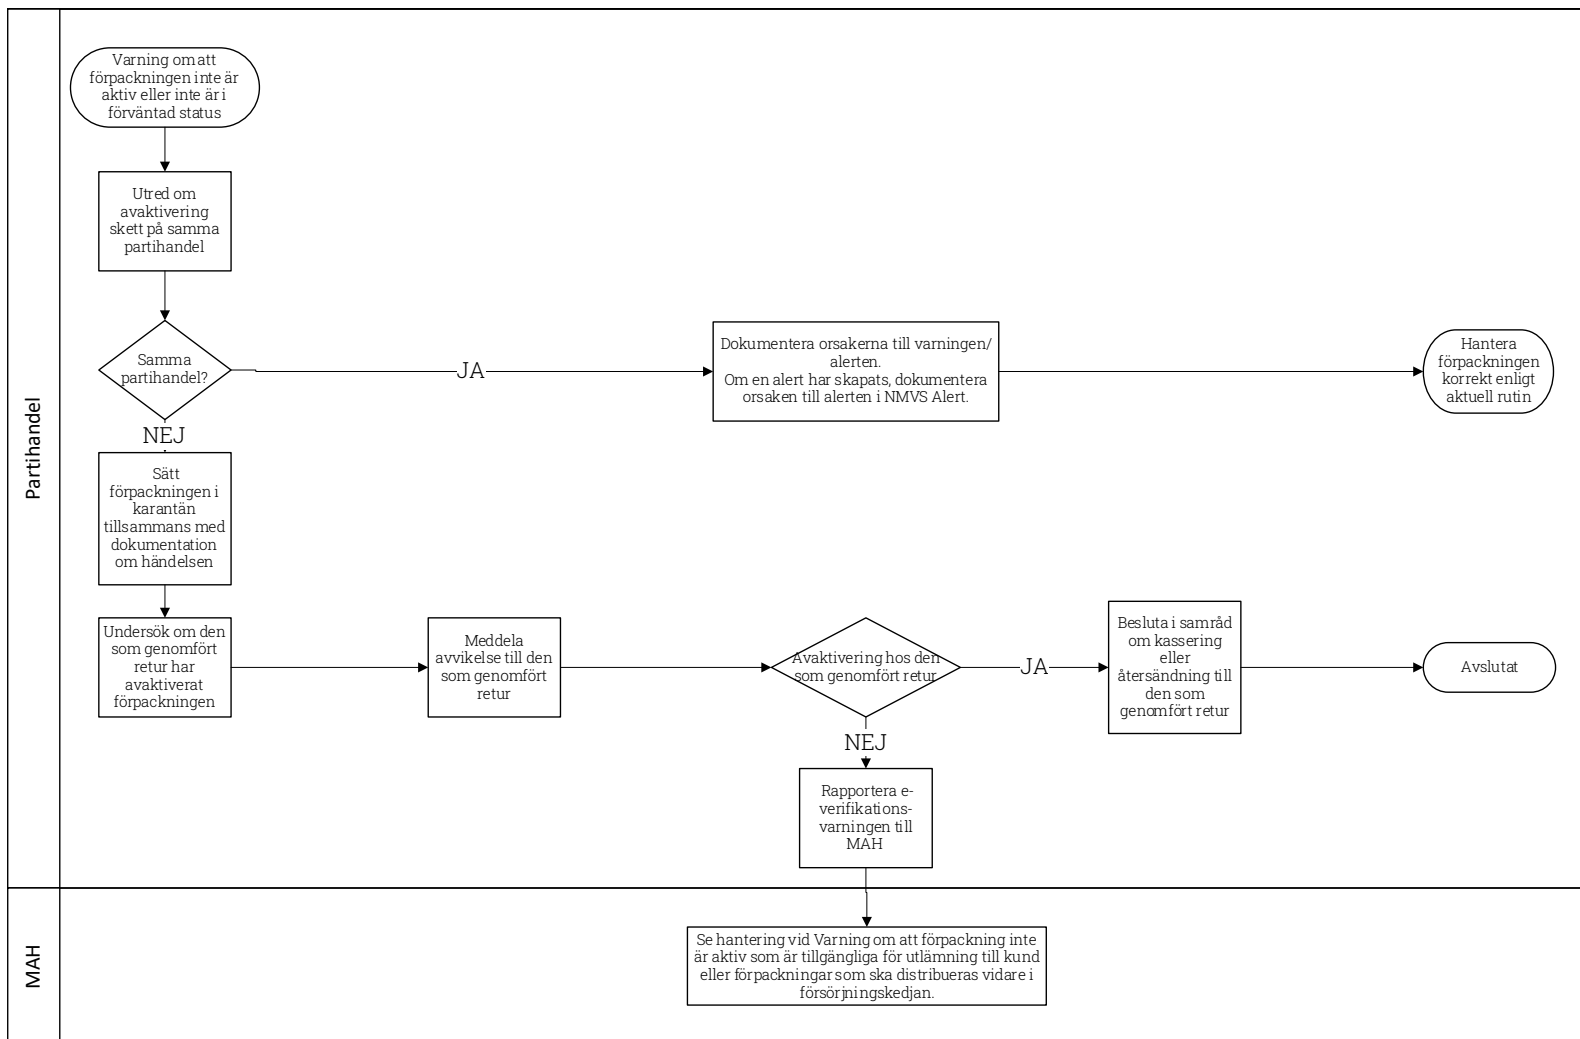 Partihandel
Varning om att
förpackningen inte är
aktiv eller inte är i
förväntad status
Utred om
avaktivering
skett på samma
partihandel
Samma
partihandel?
JA
Dokumentera orsakerna till varningen/
alerten.
Om en alert har skapats, dokumentera
orsaken till alerten i NMVS Alert.
Hantera
förpackningen
korrekt enligt
aktuell rutin
NEJ
Sätt
förpackningen i
karantän
tillsammans med
dokumentation
om händelsen
Undersök om den
som genomfört
retur har
avaktiverat
förpackningen
Meddela
avvikelse till den
som genomfört
retur
Avaktivering hos den
som genomfört retur
JA
Besluta i samråd
om kassering
eller
återsändning till
den som
genomfört retur
Avslutat
NEJ
Rapportera e-
verifikations-
varningen till
MAH
MAH
Se hantering vid Varning om att förpackning inte
är aktiv som är tillgängliga för utlämning till kund
eller förpackningar som ska distribueras vidare i
försörjningskedjan.